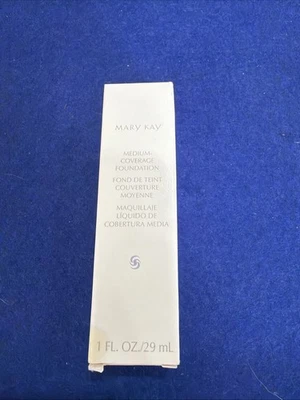 MARY KAY®
MEDIUM-
COVERAGE
FOUNDATION
FOND DE TEINT
COUVERTURE
MOYENNE
MAQUILLAJE
LÍQUIDO DE
COBERTURA MEDIA
1 FL. OZ./29 mL